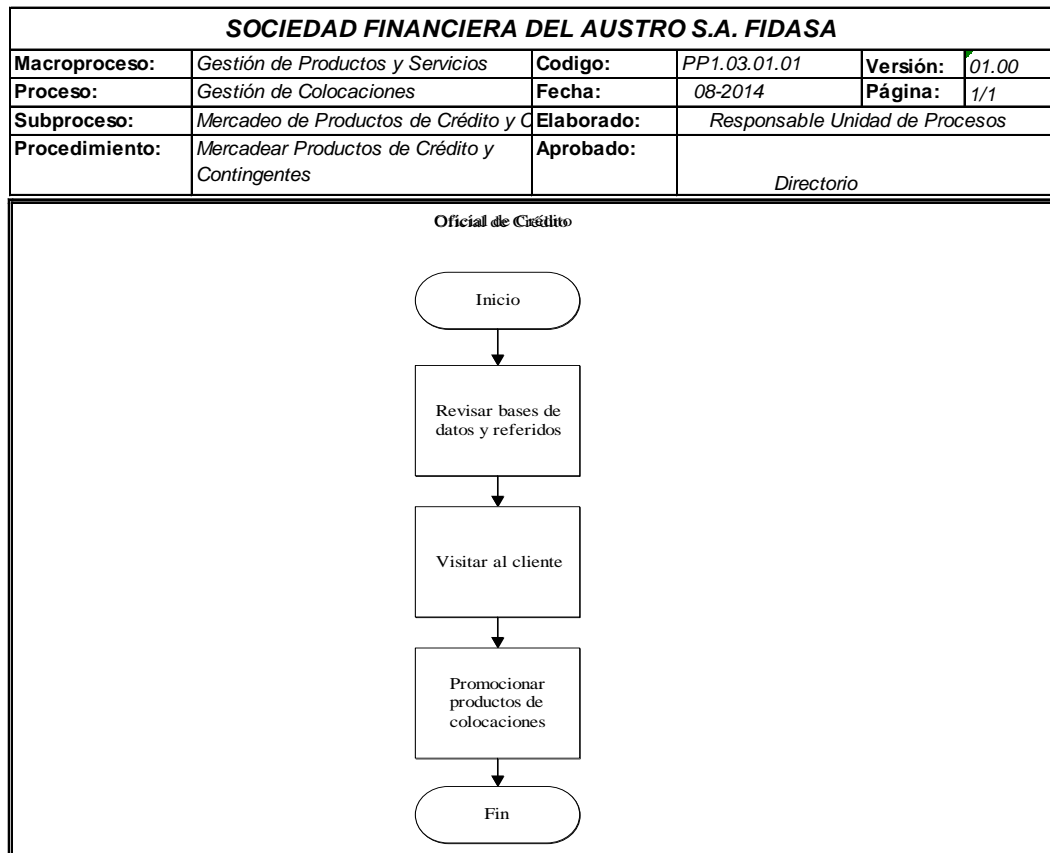 SOCIEDAD FINANCIERA DEL AUSTRO S.A. FIDASA
Macroproceso: Gestión de Productos y Servicios Codigo: PP1.03.01.01 Versión: 01.00
Proceso: Gestión de Colocaciones Fecha: 08-2014 Página: 1/1
Subproceso: Mercadeo de Productos de Crédito y C Elaborado: Responsable Unidad de Procesos
Procedimiento: Mercadear Productos de Crédito y Aprobado:
Contingentes Directorio
Oficial de Crédito
Inicio
Revisar bases de
datos y referidos
Visitar al cliente
Promocionar
productos de
colocaciones
Fin